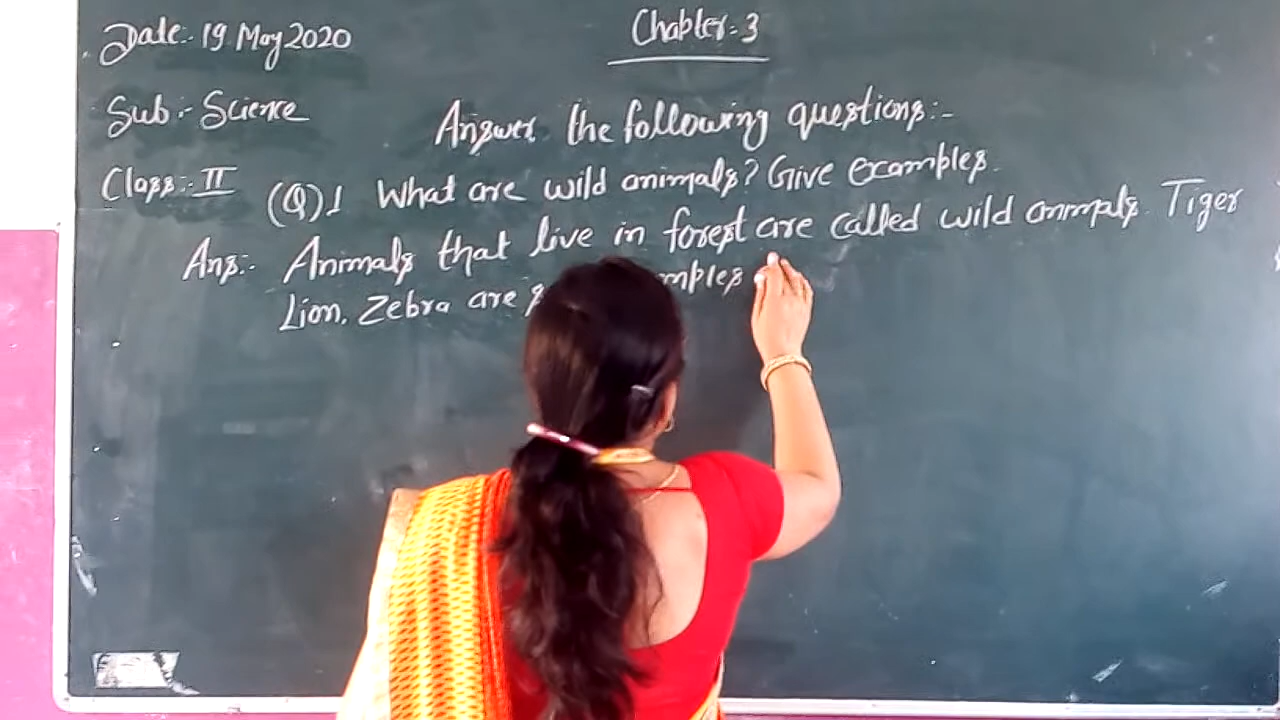 Date:- 19 May 2020
Chapter-3
Sub:- Science
Answer the following questions:-
Class:- II
(Q)1 What are wild animals? Give examples.
Ans:- Animals that live in forest are called wild animals. Tiger
Lion, Zebra are